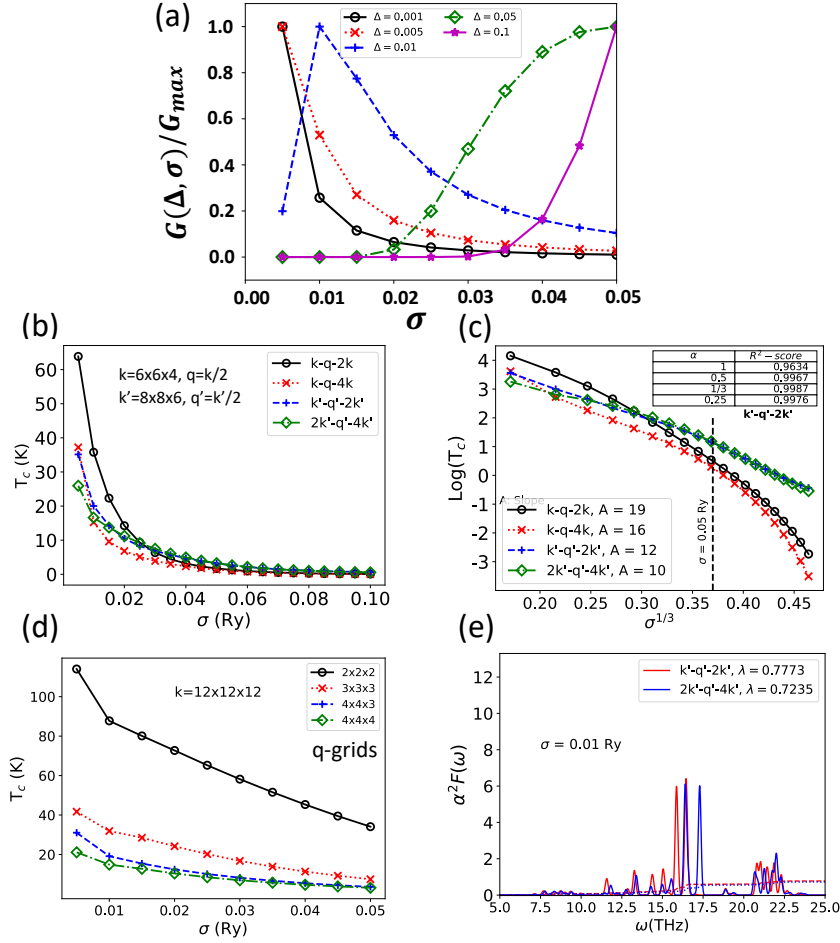 (a)
Δ = 0.001
Δ = 0.005
Δ = 0.01
Δ = 0.05
Δ = 0.1
G(Δ, σ)/G_max
1.0
0.8
0.6
0.4
0.2
0.0
0.00 0.01 0.02 0.03 0.04 0.05
σ
(b)
k=6x6x4, q=k/2
k'=8x8x6, q'=k'/2
k-q-2k
k-q-4k
k'-q'-2k'
2k'-q'-4k'
T_c (K)
60
50
40
30
20
10
0
0.02 0.04 0.06 0.08 0.10
σ (Ry)
(c)
α R² − score
1 0.9634
0.5 0.9967
1/3 0.9987
0.25 0.9976
k'-q'-2k'
Log(T_c)
4
3
2
1
0
-1
-2
-3
A: Slope
k-q-2k, A = 19
k-q-4k, A = 16
k'-q'-2k', A = 12
2k'-q'-4k', A = 10
σ = 0.05 Ry
0.20 0.25 0.30 0.35 0.40 0.45
σ^1/3
(d)
k=12x12x12
2x2x2
3x3x3
4x4x3
4x4x4
q-grids
T_c (K)
100
80
60
40
20
0.01 0.02 0.03 0.04 0.05
σ (Ry)
(e)
k'-q'-2k', λ = 0.7773
2k'-q'-4k', λ = 0.7235
σ = 0.01 Ry
α²F(ω)
12
10
8
6
4
2
0
5.0 7.5 10.0 12.5 15.0 17.5 20.0 22.5 25.0
ω(THz)